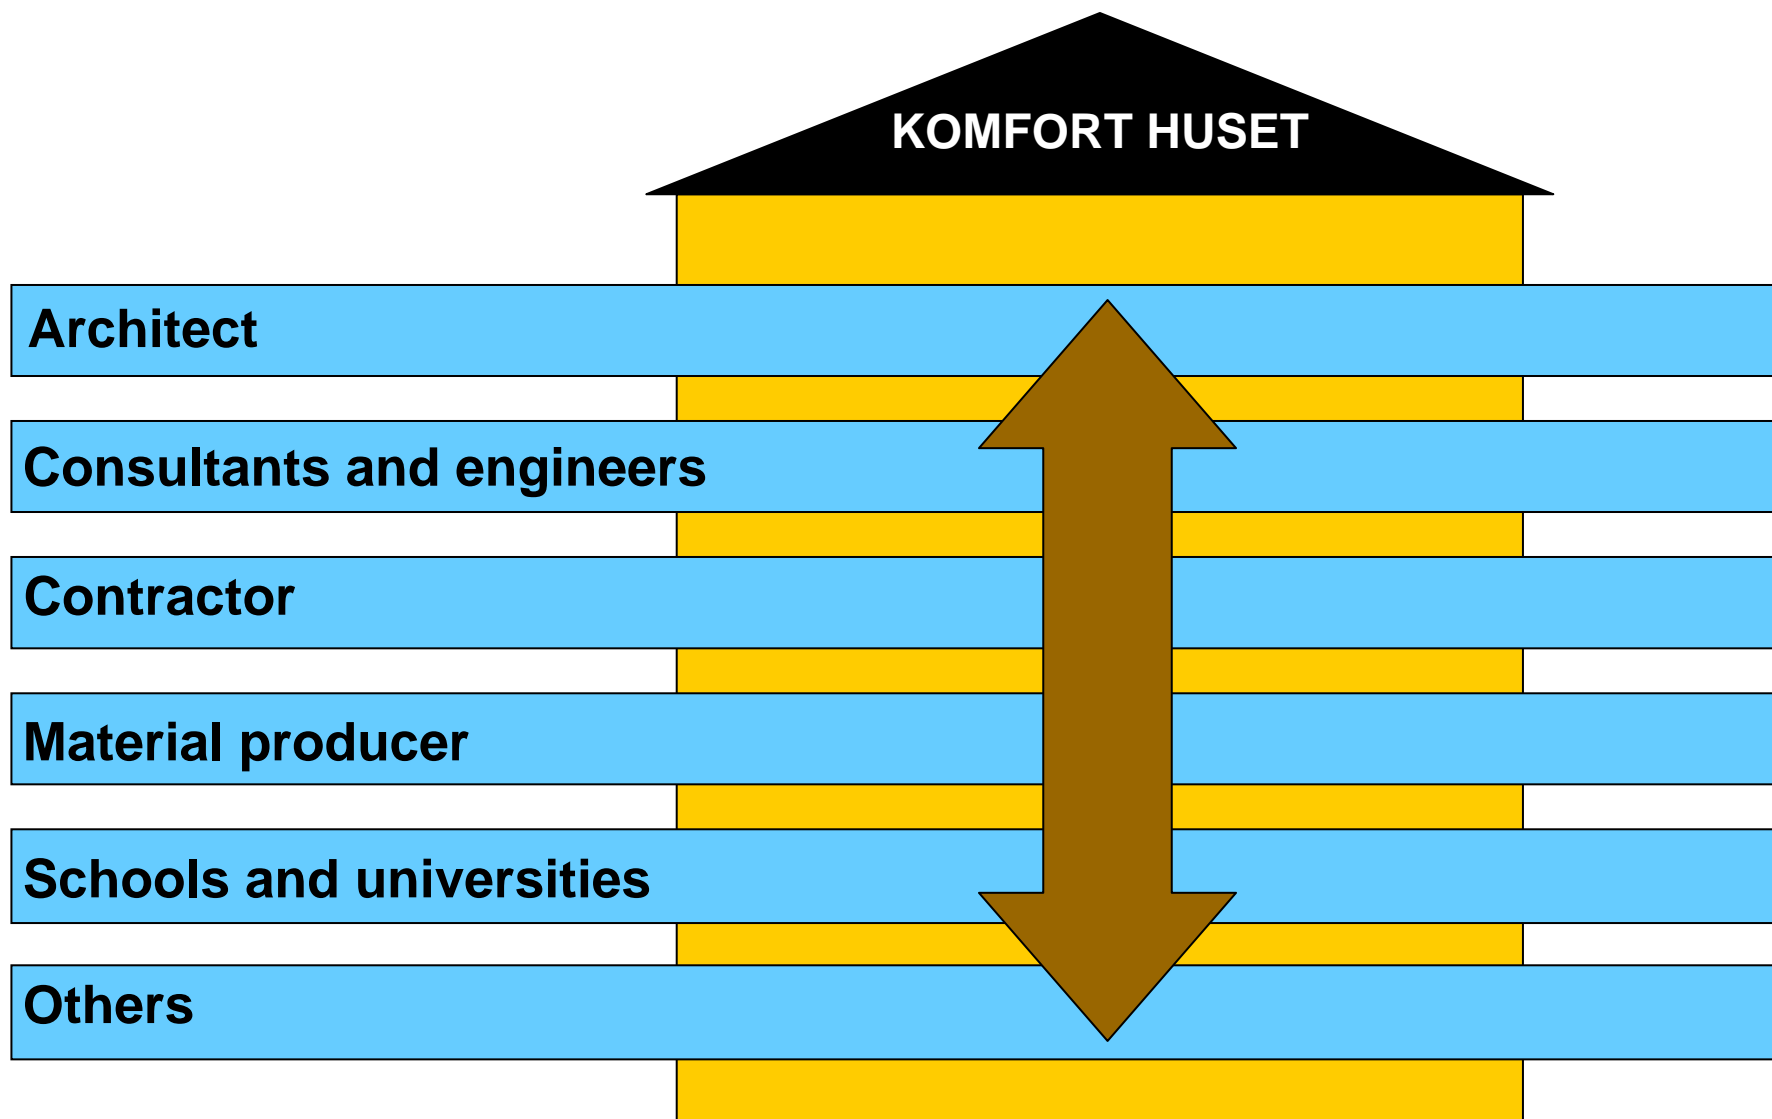 KOMFORT HUSET
Architect
Consultants and engineers
Contractor
Material producer
Schools and universities
Others